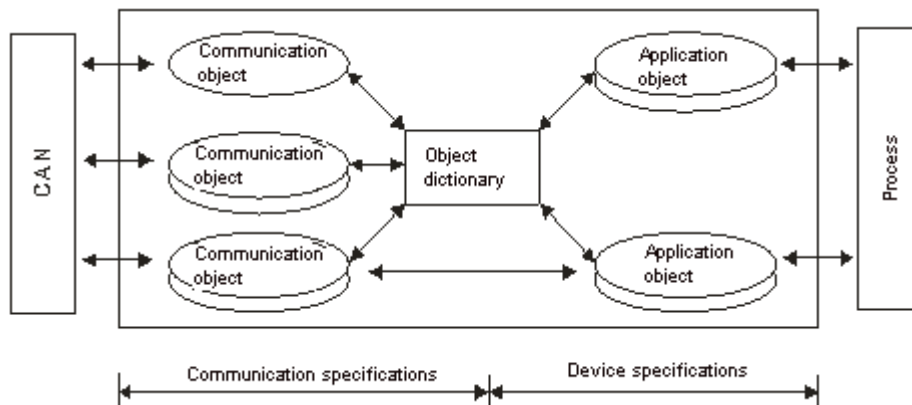 CAN
Communication
object
Communication
object
Communication
object
Object
dictionary
Application
object
Application
object
Process
Communication specifications
Device specifications